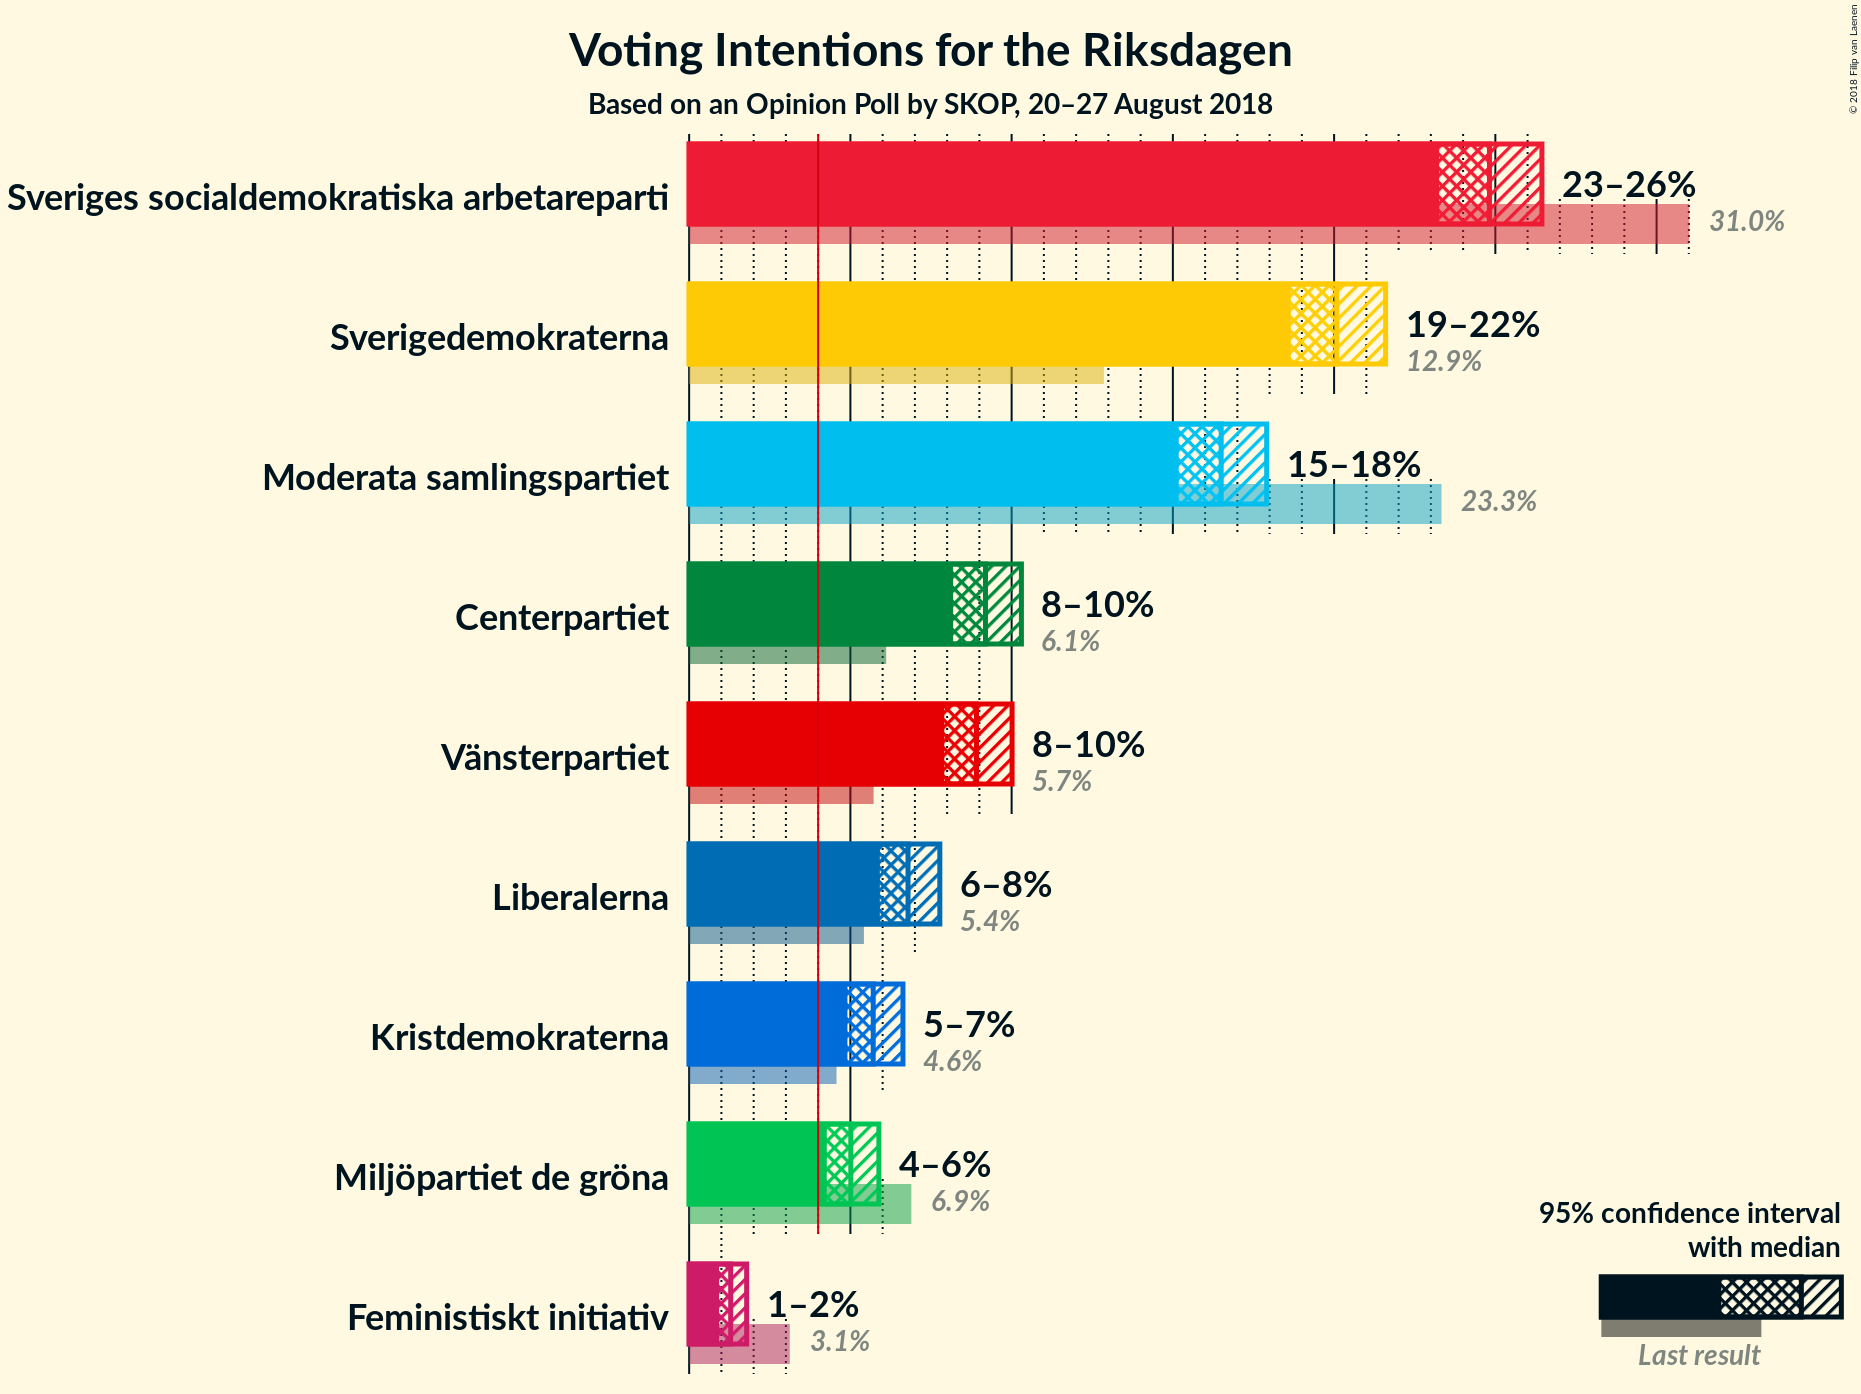 Voting Intentions for the Riksdagen
Based on an Opinion Poll by SKOP, 20–27 August 2018
© 2018 Filip van Laenen
Sveriges socialdemokratiska arbetareparti
23–26%
31.0%
Sverigedemokraterna
19–22%
12.9%
Moderata samlingspartiet
15–18%
23.3%
Centerpartiet
8–10%
6.1%
Vänsterpartiet
8–10%
5.7%
Liberalerna
6–8%
5.4%
Kristdemokraterna
5–7%
4.6%
Miljöpartiet de gröna
4–6%
6.9%
Feministiskt initiativ
1–2%
3.1%
95% confidence interval
with median
Last result